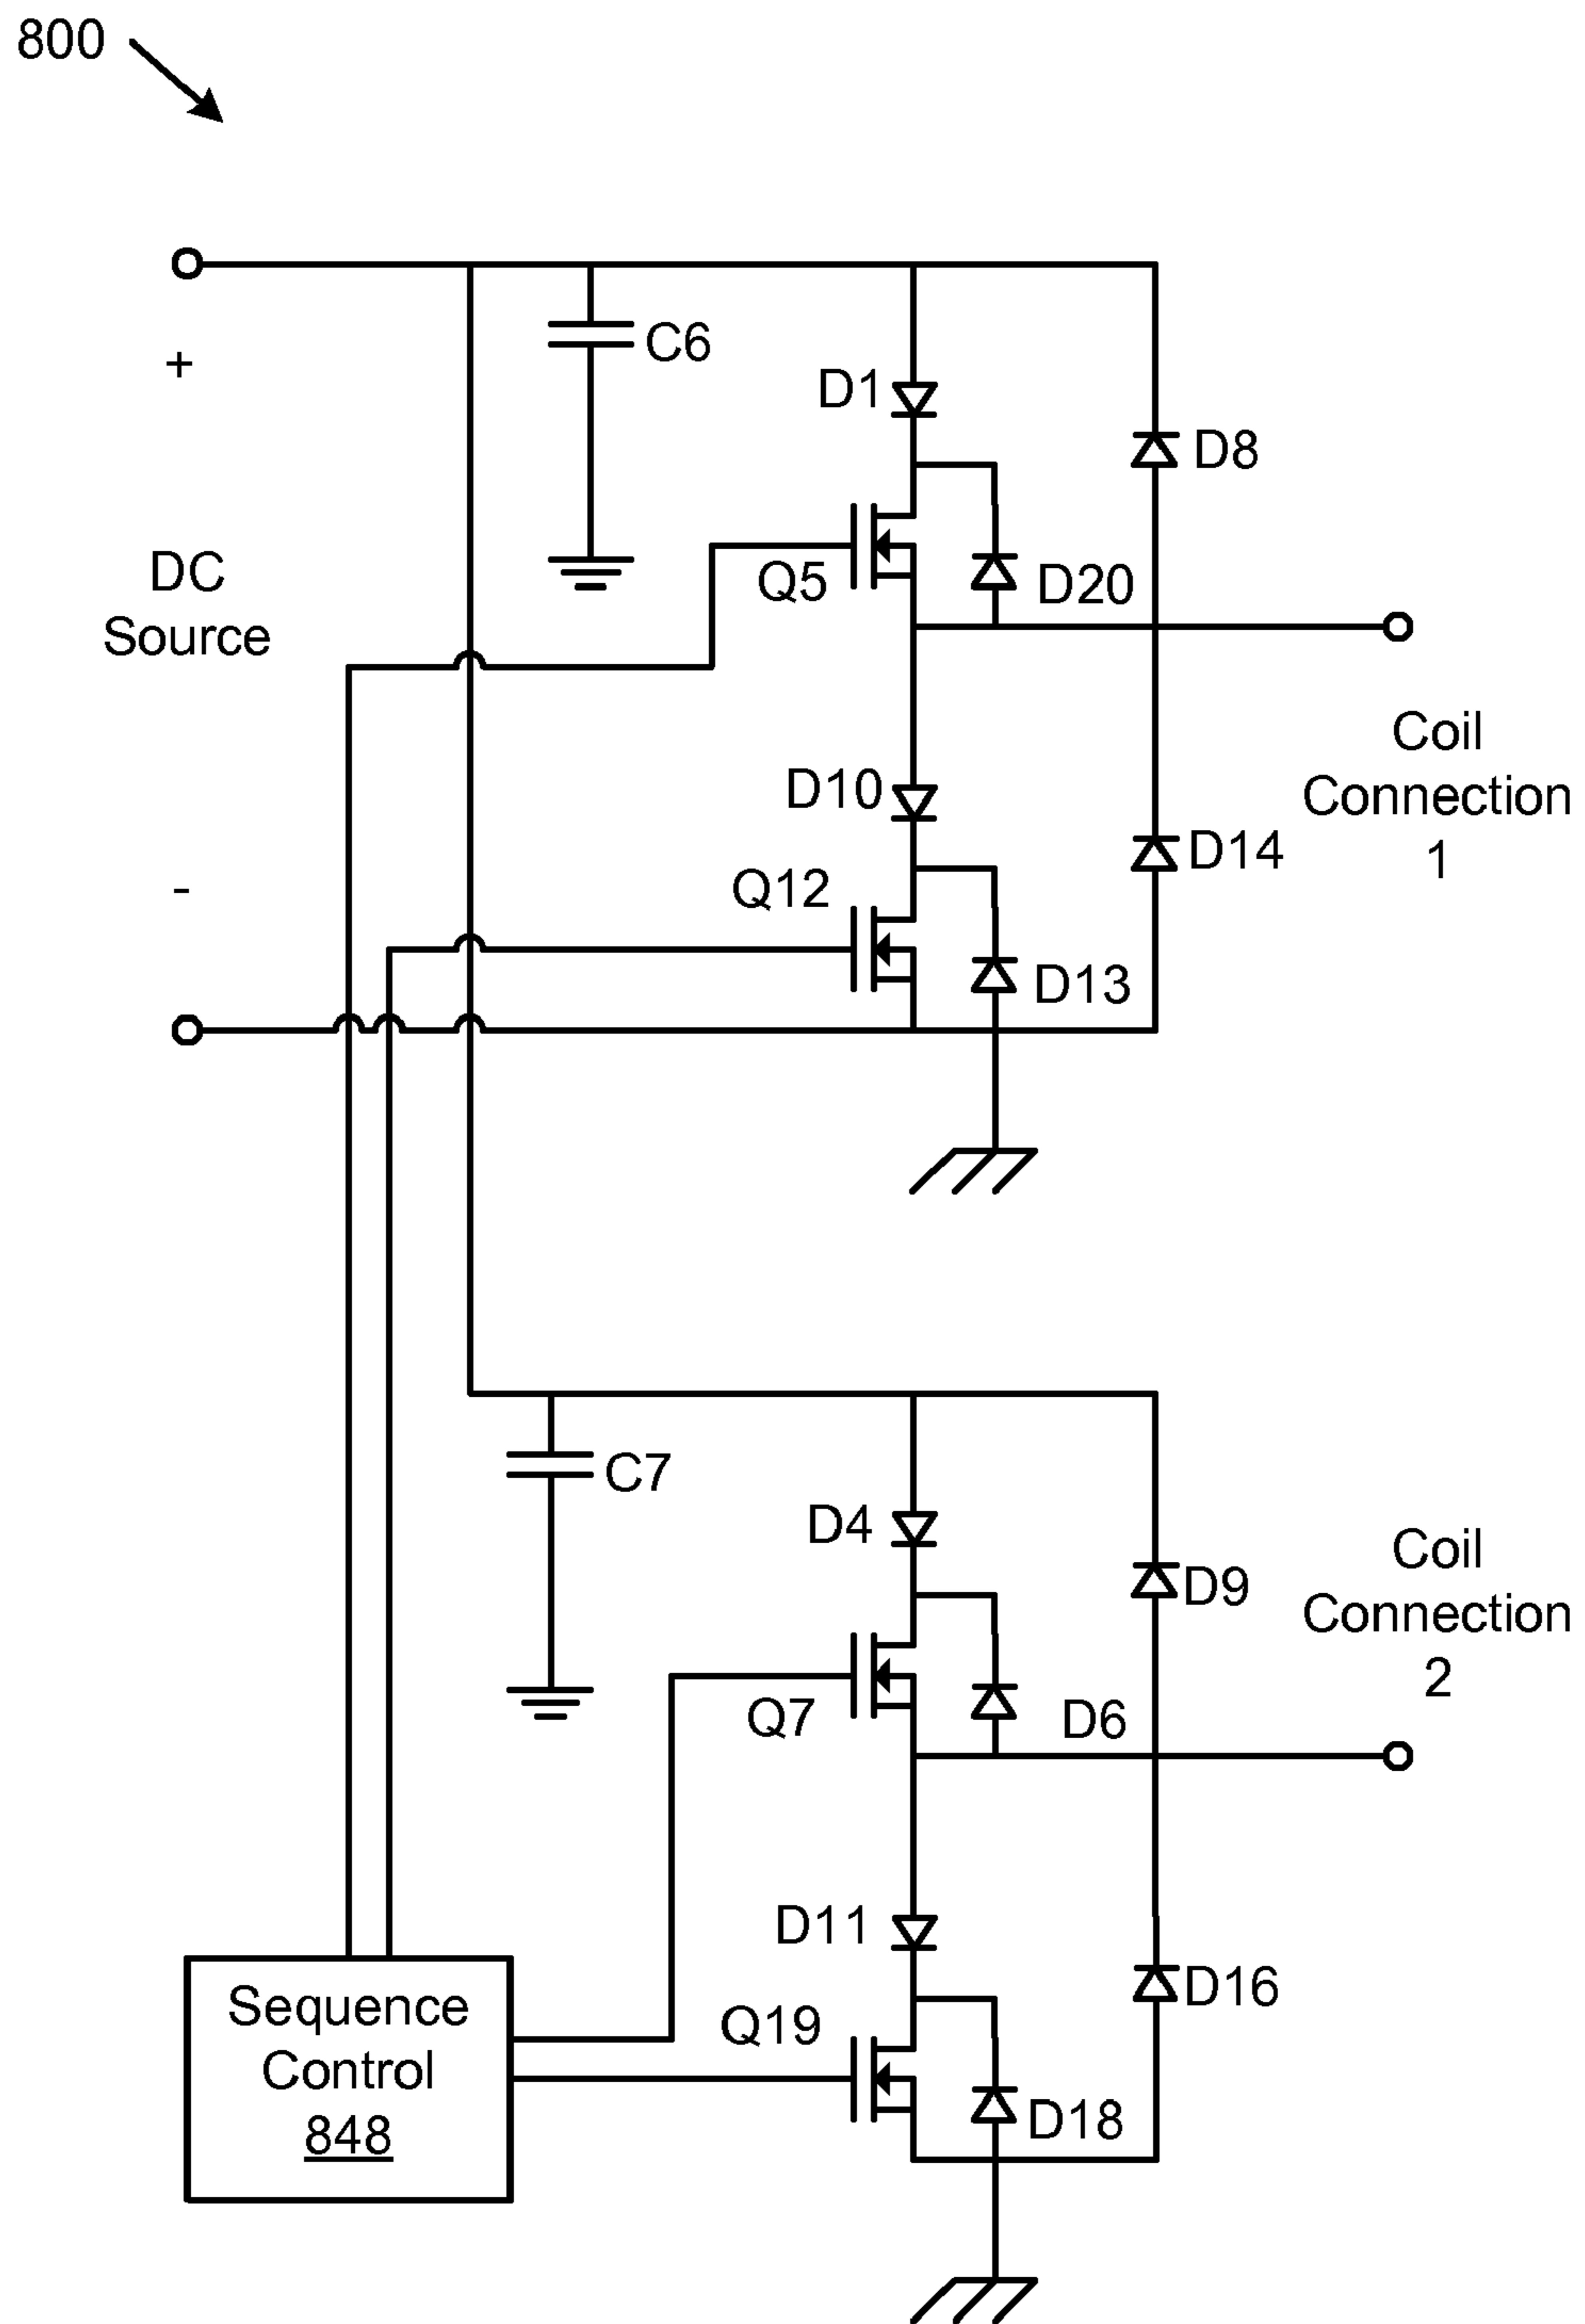 800
+
C6
D1
D8
DC
Source
Q5
D20
Coil
Connection
1
D10
D14
-
Q12
D13
C7
D4
D9
Coil
Connection
2
Q7
D6
D11
D16
Sequence
Control
848
Q19
D18